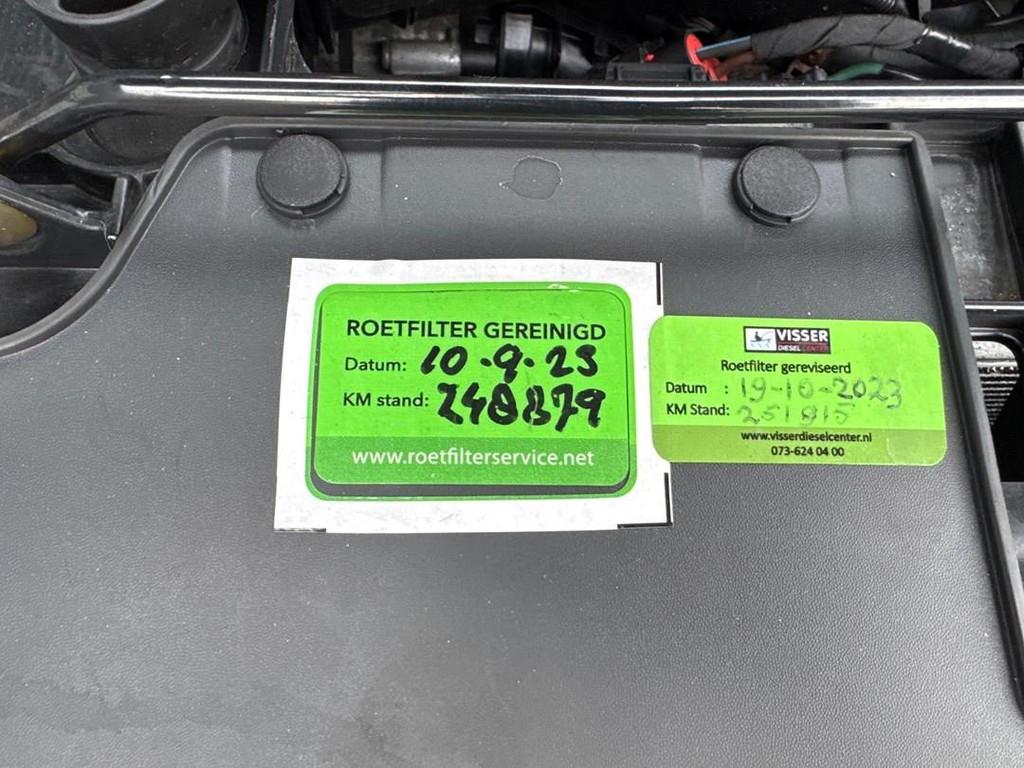 ROETFILTER GEREINIGD
Datum: 10-9-23
KM stand: 248879
www.roetfilterservice.net
VISSER
DIESEL CENTER
Roetfilter gereviseerd
Datum : 19-10-2023
KM Stand: 251815
www.visserdieselcenter.nl
073-624 04 00